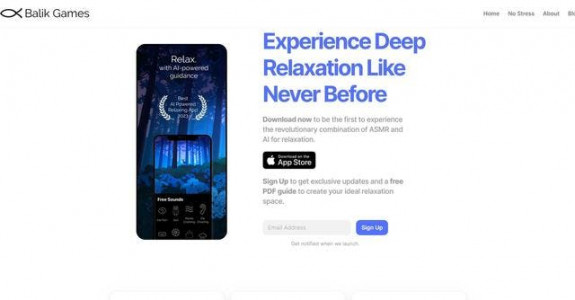 Balik Games
Home
No Stress
About
Relax.
with AI-powered
guidance
Best
AI Powered
Relaxing App
Free Sounds
Experience Deep
Relaxation Like
Never Before
Download now to be the first to experience
the revolutionary combination of ASMR and
AI for relaxation.
Download on the
App Store
Sign Up to get exclusive updates and a free
PDF guide to create your ideal relaxation
space.
Email Address
Sign Up
Get notified when we launch.